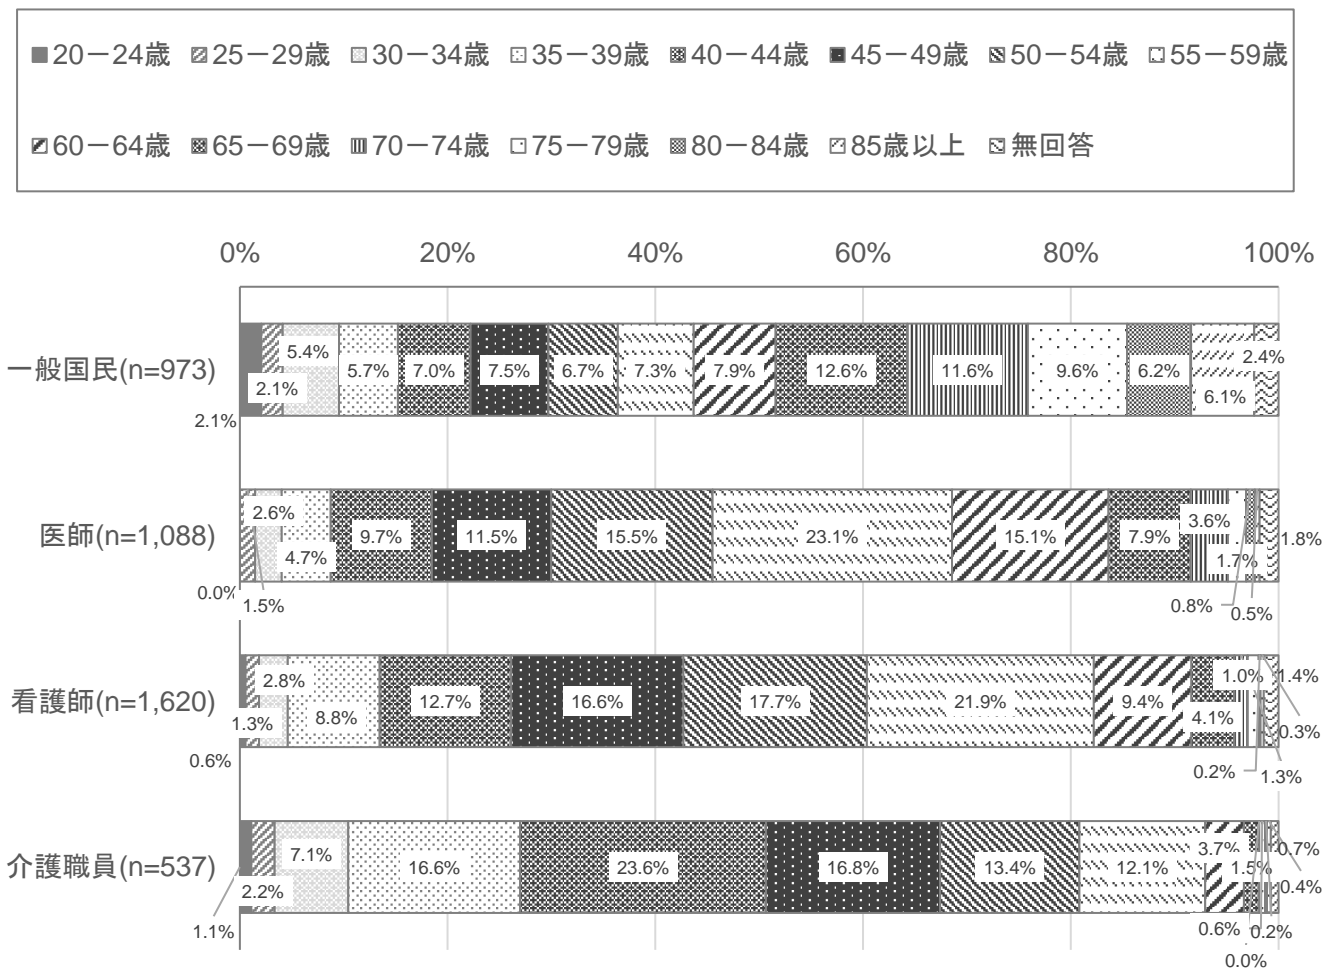 20－24歳 25－29歳 30－34歳 35－39歳 40－44歳 45－49歳 50－54歳 55－59歳
60－64歳 65－69歳 70－74歳 75－79歳 80－84歳 85歳以上 無回答
0% 20% 40% 60% 80% 100%
一般国民(n=973) 2.1% 2.1% 5.4% 5.7% 7.0% 7.5% 6.7% 7.3% 7.9% 12.6% 11.6% 9.6% 6.2% 6.1% 2.4%
医師(n=1,088) 0.0% 1.5% 2.6% 4.7% 9.7% 11.5% 15.5% 23.1% 15.1% 7.9% 3.6% 1.7% 0.8% 0.5% 1.8%
看護師(n=1,620) 0.6% 1.3% 2.8% 8.8% 12.7% 16.6% 17.7% 21.9% 9.4% 4.1% 1.0% 1.4% 0.2% 0.3% 1.3%
介護職員(n=537) 1.1% 2.2% 7.1% 16.6% 23.6% 16.8% 13.4% 12.1% 3.7% 1.5% 0.6% 0.0% 0.2% 0.4% 0.7%